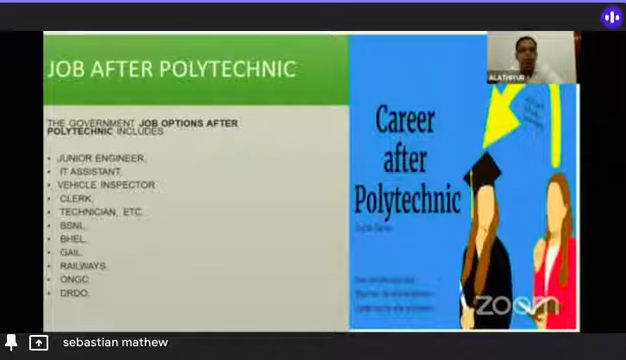 JOB AFTER POLYTECHNIC
THE GOVERNMENT JOB OPTIONS AFTER
POLYTECHNIC INCLUDES
• JUNIOR ENGINEER,
• IT ASSISTANT,
• VEHICLE INSPECTOR
• CLERK,
• TECHNICIAN, ETC.
• BSNL,
• BHEL,
• GAIL,
• RAILWAYS,
• ONGC
• DRDO,
Career
after
Polytechnic
ALATHIYUR
zoom
sebastian mathew